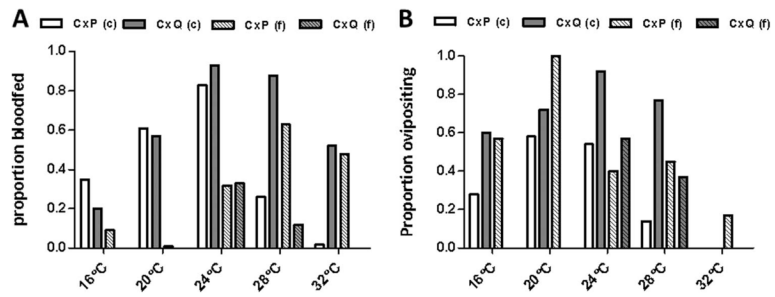 A
CxP (c) CxQ (c) CxP (f) CxQ (f)
proportion bloodfed
1.0
0.8
0.6
0.4
0.2
0.0
16°C 20°C 24°C 28°C 32°C
B
CxP (c) CxQ (c) CxP (f) CxQ (f)
Proportion ovipositing
1.0
0.8
0.6
0.4
0.2
0.0
16°C 20°C 24°C 28°C 32°C